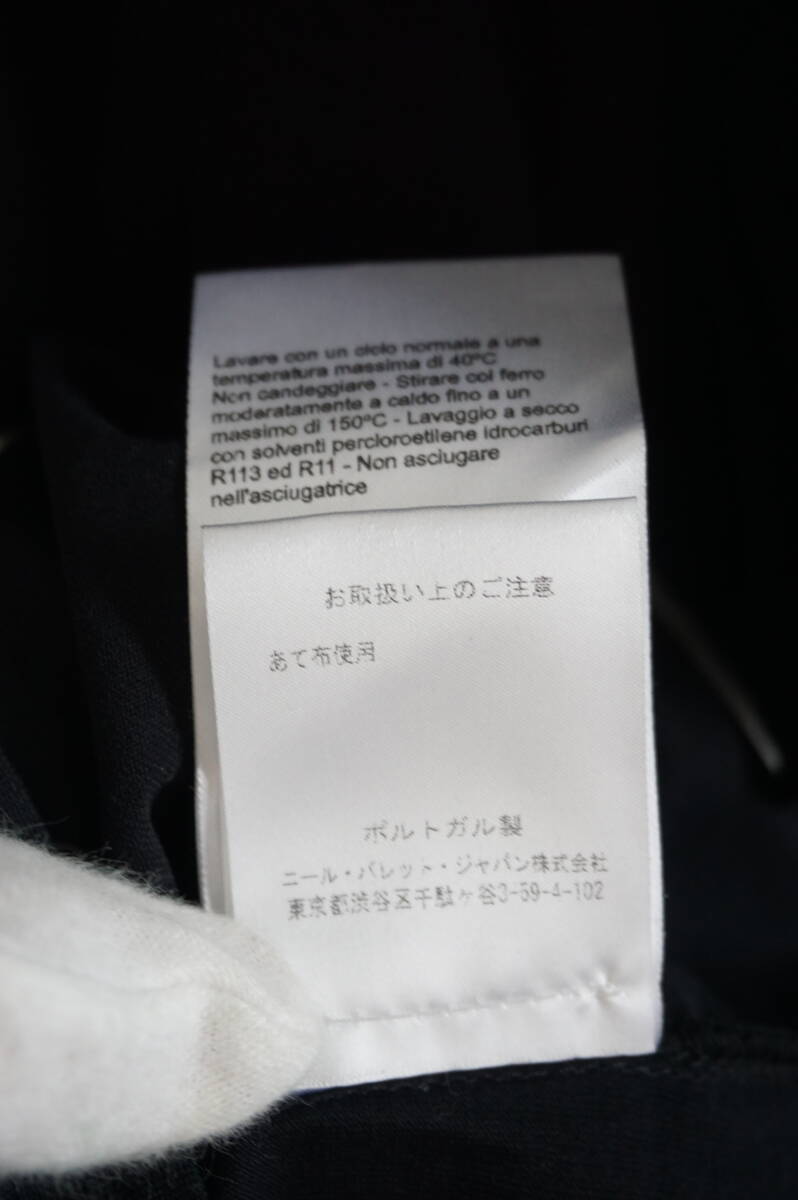 Lavare con un ciclo normale a una
temperatura massima di 40°C
Non candeggiare - Stirare col ferro
moderatamente a caldo fino a un
massimo di 150°C - Lavaggio a secco
con solventi percloroetilene idrocarburi
R113 ed R11 - Non asciugare
nell'asciugatrice
お取扱い上のご注意
あて布使用
ポルトガル製
ニール・バレット・ジャパン株式会社
東京都渋谷区千駄ヶ谷3-59-4-102